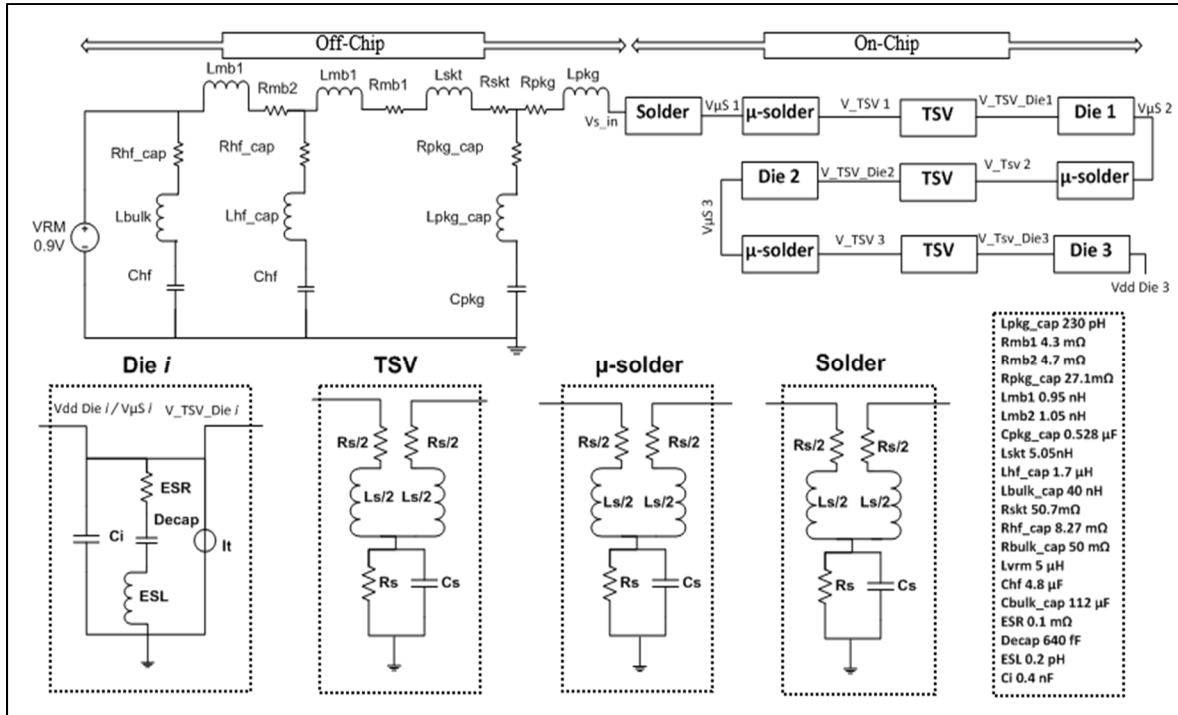 Off-Chip
On-Chip
Lmb1
Rmb2
Lmb1
Rmb1
Lskt
Rskt
Rpkg
Lpkg
Vs_in
Solder
VµS 1
µ-solder
V_TSV 1
TSV
V_TSV_Die1
Die 1
VµS 2
Rhf_cap
Rhf_cap
Rpkg_cap
Die 2
V_TSV_Die2
TSV
V_Tsv 2
µ-solder
VRM
0.9V
Lbulk
Lhf_cap
Lpkg_cap
VµS 3
µ-solder
V_TSV 3
TSV
V_Tsv_Die3
Die 3
Vdd Die 3
Chf
Chf
Cpkg
Die i
Vdd Die i / VµS i
V_TSV_Die i
ESR
Decap
Ci
It
ESL
TSV
Rs/2
Rs/2
Ls/2
Ls/2
Rs
Cs
µ-solder
Rs/2
Rs/2
Ls/2
Ls/2
Rs
Cs
Solder
Rs/2
Rs/2
Ls/2
Ls/2
Rs
Cs
Lpkg_cap 230 pH
Rmb1 4.3 mΩ
Rmb2 4.7 mΩ
Rpkg_cap 27.1mΩ
Lmb1 0.95 nH
Lmb2 1.05 nH
Cpkg_cap 0.528 µF
Lskt 5.05nH
Lhf_cap 1.7 µH
Lbulk_cap 40 nH
Rskt 50.7mΩ
Rhf_cap 8.27 mΩ
Rbulk_cap 50 mΩ
Lvrm 5 µH
Chf 4.8 µF
Cbulk_cap 112 µF
ESR 0.1 mΩ
Decap 640 fF
ESL 0.2 pH
Ci 0.4 nF